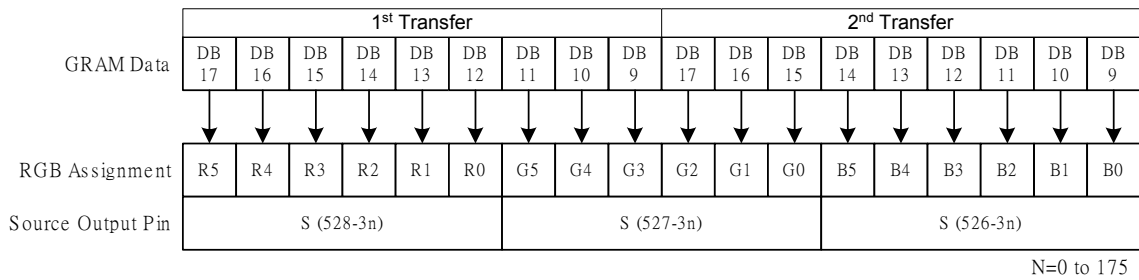 1st Transfer 2nd Transfer
GRAM Data DB 17 DB 16 DB 15 DB 14 DB 13 DB 12 DB 11 DB 10 DB 9 DB 17 DB 16 DB 15 DB 14 DB 13 DB 12 DB 11 DB 10 DB 9
RGB Assignment R5 R4 R3 R2 R1 R0 G5 G4 G3 G2 G1 G0 B5 B4 B3 B2 B1 B0
Source Output Pin S (528-3n) S (527-3n) S (526-3n)
N=0 to 175